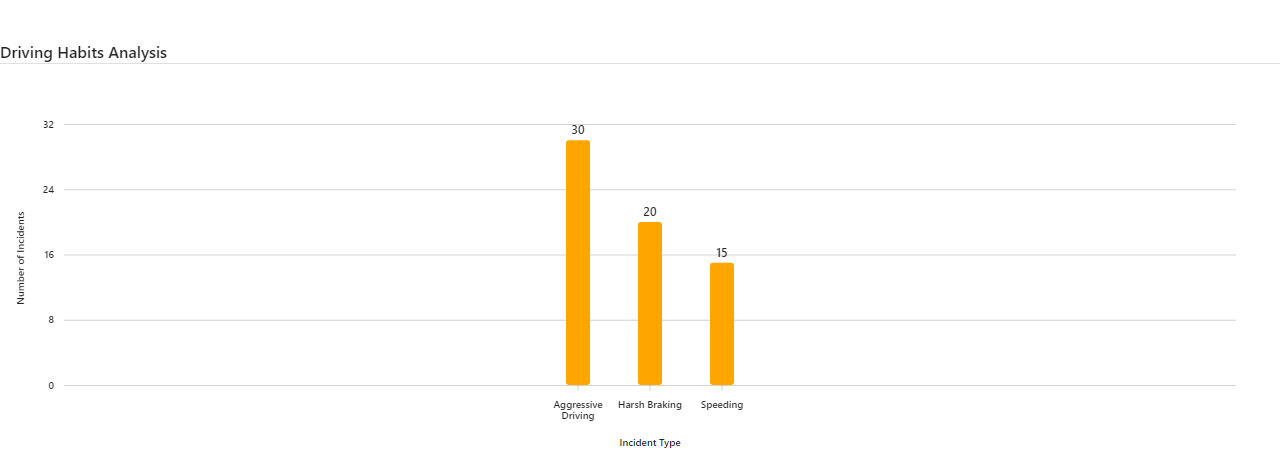 Driving Habits Analysis
32
30
24
20
16
15
8
0
Number of Incidents
Aggressive
Driving
Harsh Braking
Speeding
Incident Type